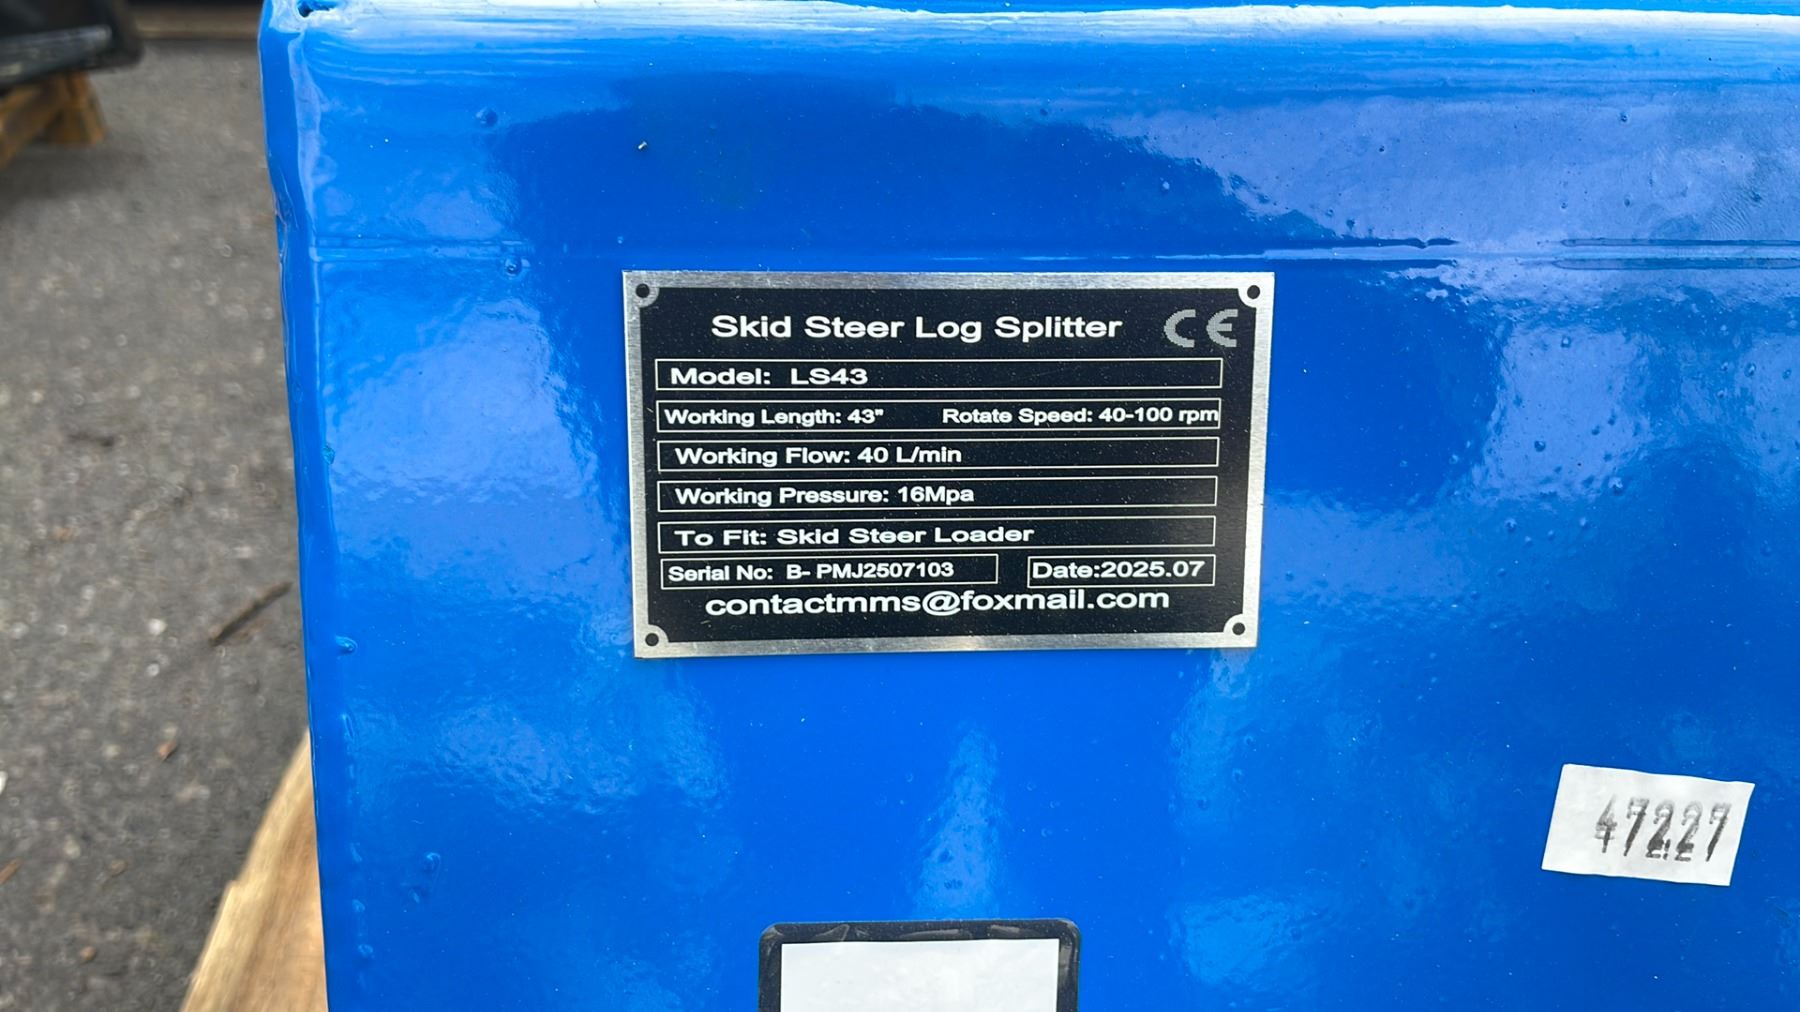 Skid Steer Log Splitter CE
Model: LS43
Working Length: 43" Rotate Speed: 40-100 rpm
Working Flow: 40 L/min
Working Pressure: 16Mpa
To Fit: Skid Steer Loader
Serial No: B- PMJ2507103 Date:2025.07
contactmms@foxmail.com
47227